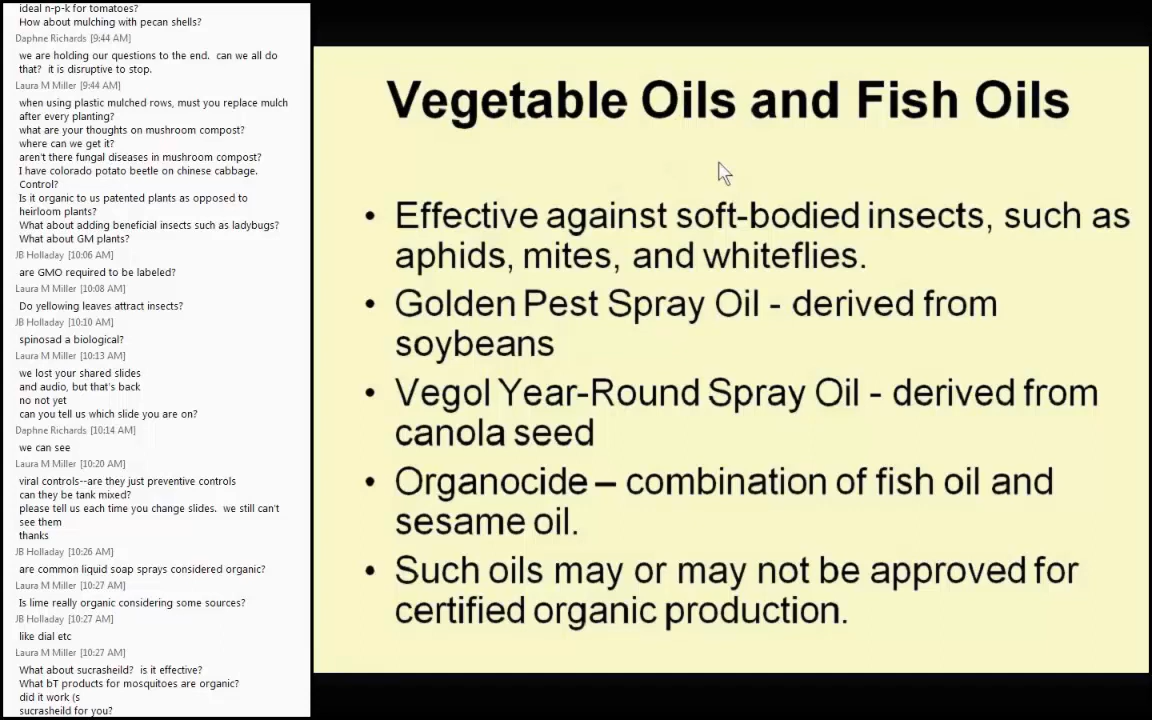 ideal n-p-k for tomatoes?
How about mulching with pecan shells?
Daphne Richards [9:44 AM]
we are holding our questions to the end.  can we all do
that?  it is disruptive to stop.
Laura M Miller [9:44 AM]
when using plastic mulched rows, must you replace mulch
after every planting?
what are your thoughts on mushroom compost?
where can we get it?
aren't there fungal diseases in mushroom compost?
I have colorado potato beetle on chinese cabbage.
Control?
Is it organic to us patented plants as opposed to
heirloom plants?
What about adding beneficial insects such as ladybugs?
What about GM plants?
JB Holladay [10:06 AM]
are GMO required to be labeled?
Laura M Miller [10:08 AM]
Do yellowing leaves attract insects?
JB Holladay [10:10 AM]
spinosad a biological?
Laura M Miller [10:13 AM]
we lost your shared slides
and audio, but that's back
no not yet
can you tell us which slide you are on?
Daphne Richards [10:14 AM]
we can see
Laura M Miller [10:20 AM]
viral controls--are they just preventive controls
can they be tank mixed?
please tell us each time you change slides.  we still can't
see them
thanks
JB Holladay [10:26 AM]
are common liquid soap sprays considered organic?
Laura M Miller [10:27 AM]
Is lime really organic considering some sources?
JB Holladay [10:27 AM]
like dial etc
Laura M Miller [10:27 AM]
What about sucrasheild?  is it effective?
What bT products for mosquitoes are organic?
did it work (s
sucrasheild for you?
Vegetable Oils and Fish Oils
• Effective against soft-bodied insects, such as
aphids, mites, and whiteflies.
• Golden Pest Spray Oil - derived from
soybeans
• Vegol Year-Round Spray Oil - derived from
canola seed
• Organocide – combination of fish oil and
sesame oil.
• Such oils may or may not be approved for
certified organic production.